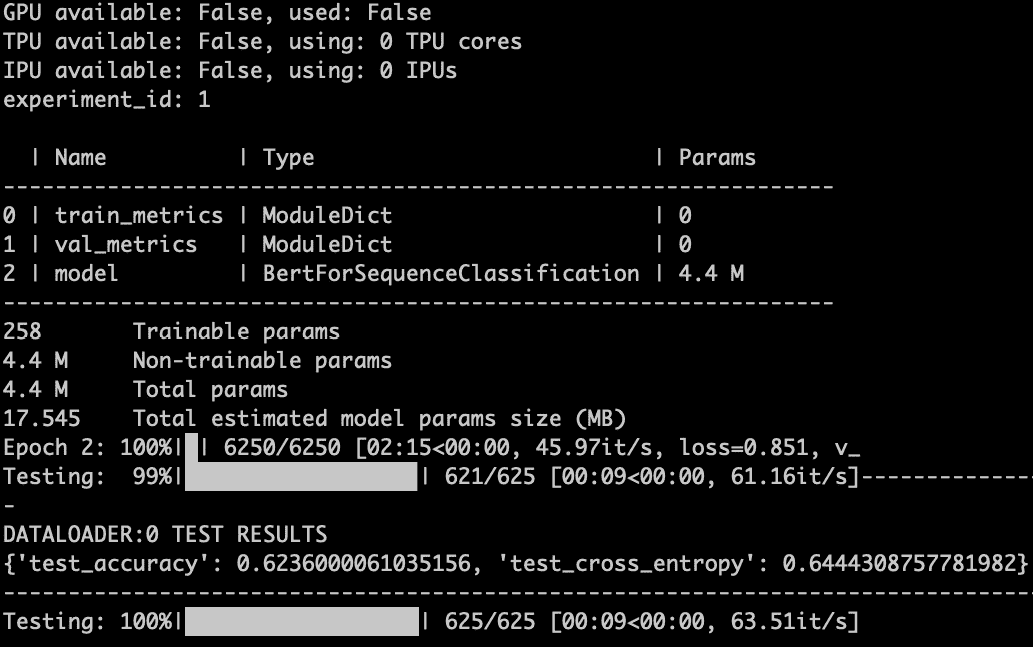 GPU available: False, used: False
TPU available: False, using: 0 TPU cores
IPU available: False, using: 0 IPUs
experiment_id: 1
  | Name          | Type                          | Params
----------------------------------------------------------------
0 | train_metrics | ModuleDict                    | 0
1 | val_metrics   | ModuleDict                    | 0
2 | model         | BertForSequenceClassification | 4.4 M
----------------------------------------------------------------
258       Trainable params
4.4 M     Non-trainable params
4.4 M     Total params
17.545    Total estimated model params size (MB)
Epoch 2: 100%|█| 6250/6250 [02:15<00:00, 45.97it/s, loss=0.851, v_
Testing:  99%|█████████████████▉| 621/625 [00:09<00:00, 61.16it/s]-------------
-
DATALOADER:0 TEST RESULTS
{'test_accuracy': 0.6236000061035156, 'test_cross_entropy': 0.6444308757781982}
--------------------------------------------------------------------------------
Testing: 100%|██████████████████| 625/625 [00:09<00:00, 63.51it/s]